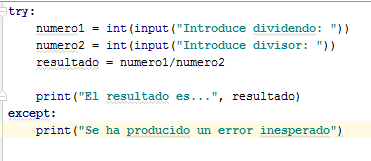 try:
    numero1 = int(input("Introduce dividendo: "))
    numero2 = int(input("Introduce divisor: "))
    resultado = numero1/numero2

    print("El resultado es...", resultado)
except:
    print("Se ha producido un error inesperado")